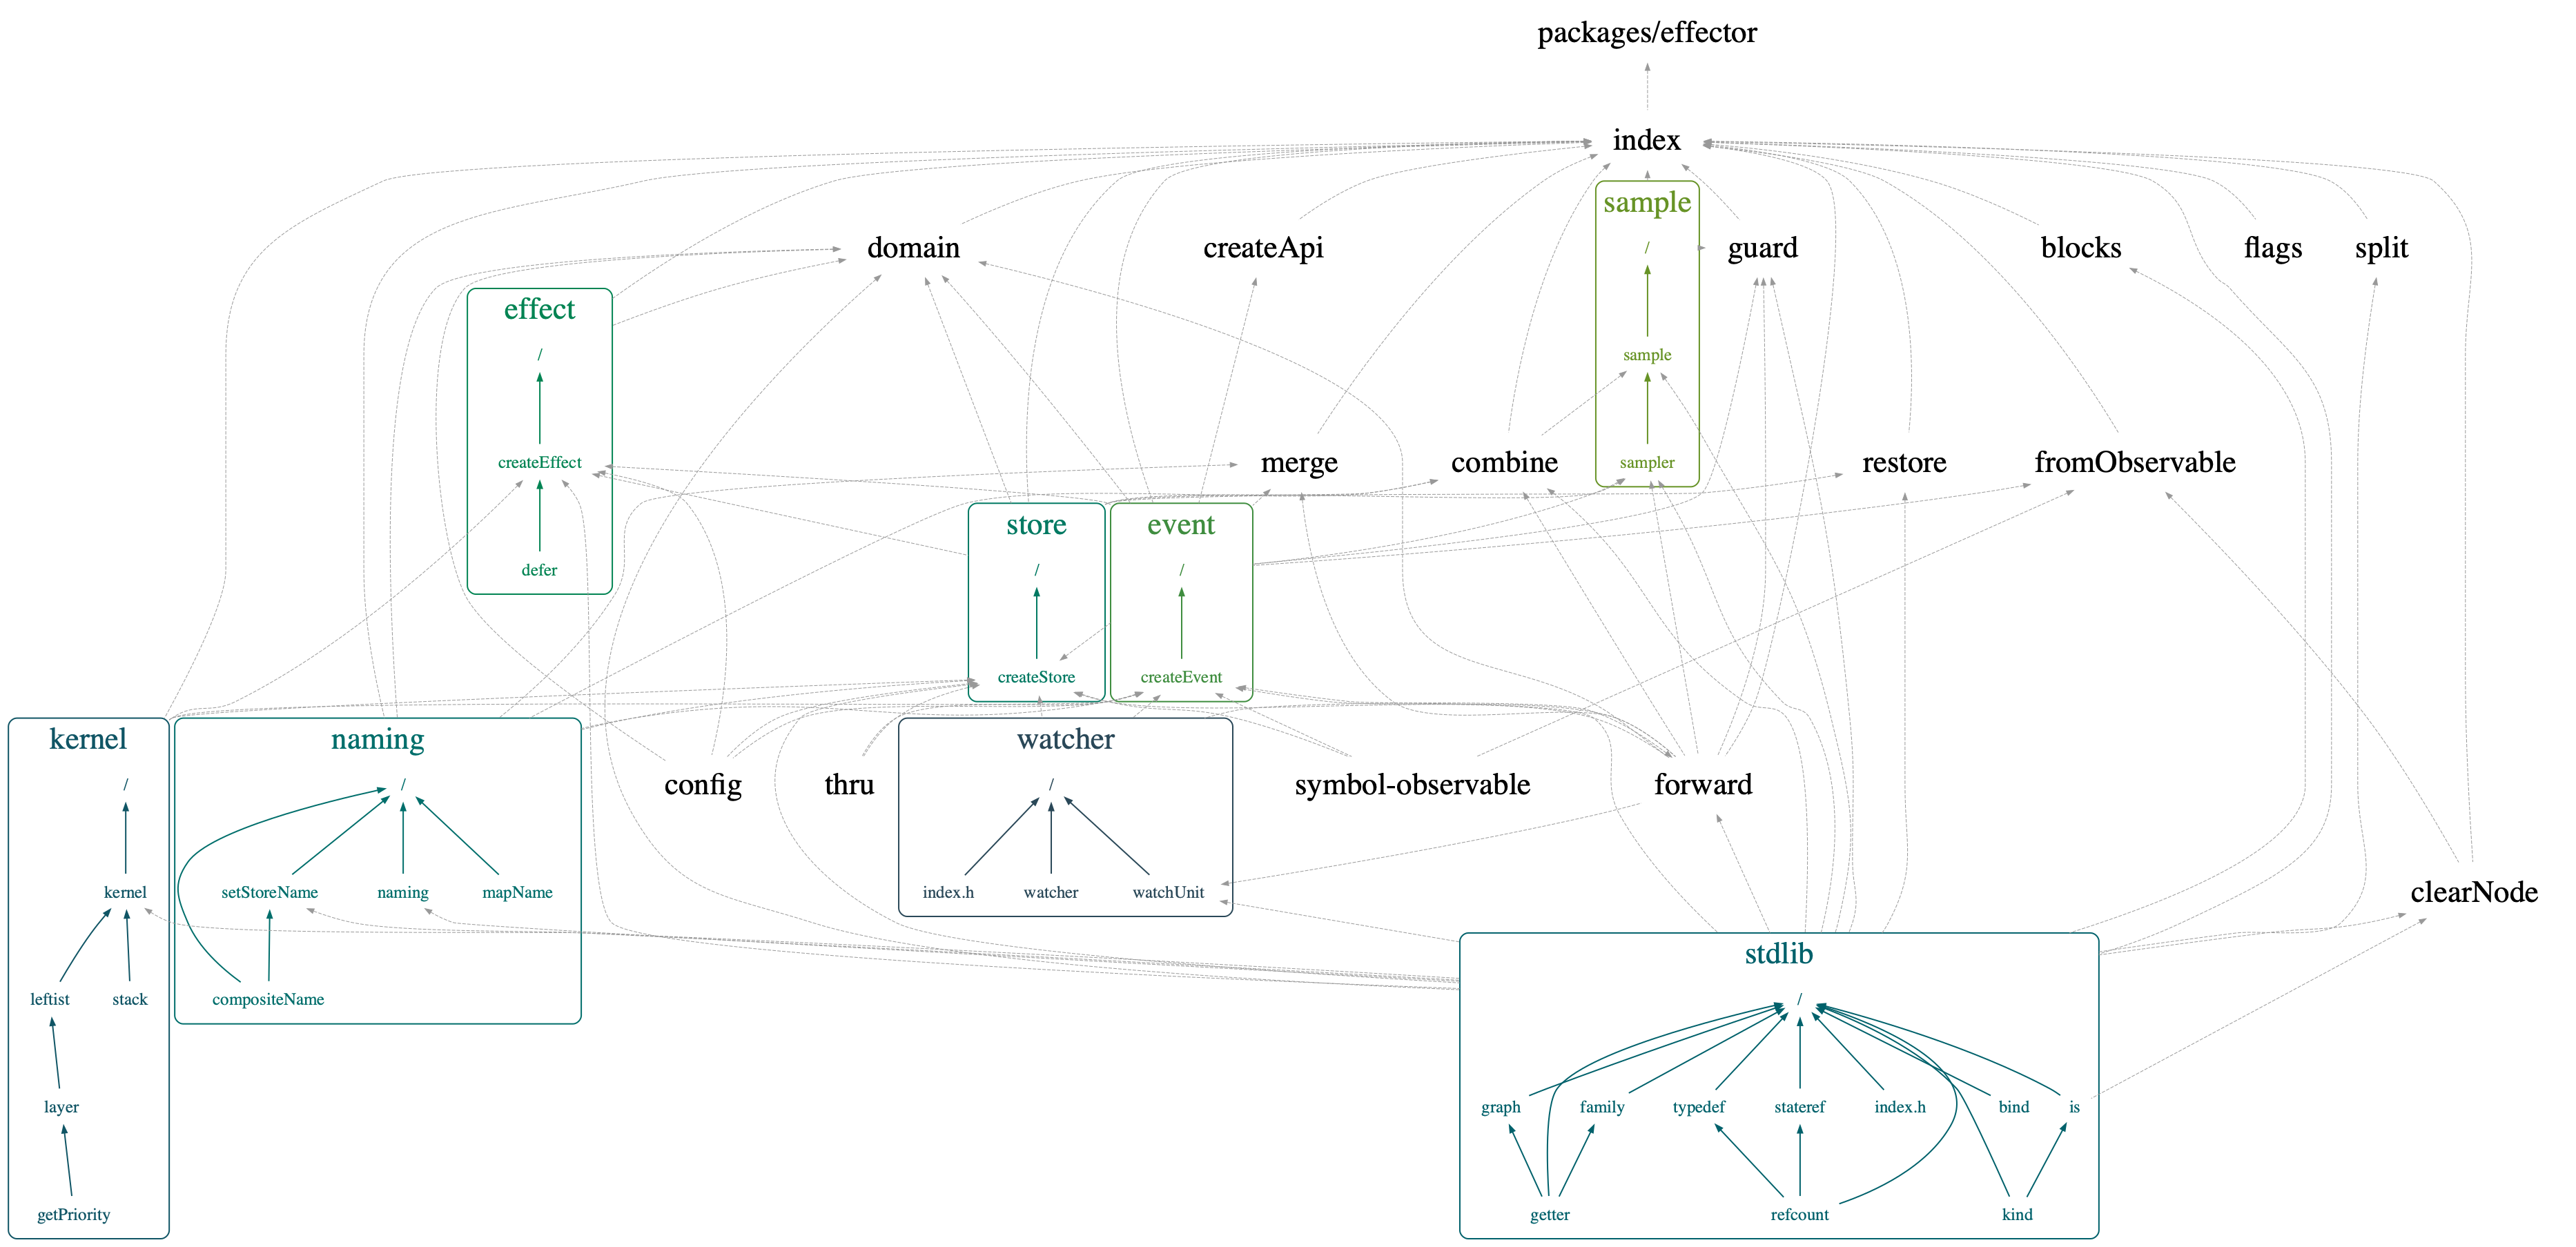 packages/effector
index
sample
/
domain
createApi
guard
blocks
flags
split
effect
/
sample
createEffect
merge
combine
sampler
restore
fromObservable
store
event
defer
/
/
createStore
createEvent
kernel
naming
watcher
/
/
config
thru
/
symbol-observable
forward
kernel
setStoreName
naming
mapName
index.h
watcher
watchUnit
clearNode
stdlib
leftist
stack
compositeName
/
layer
graph
family
typedef
stateref
index.h
bind
is
getPriority
getter
refcount
kind